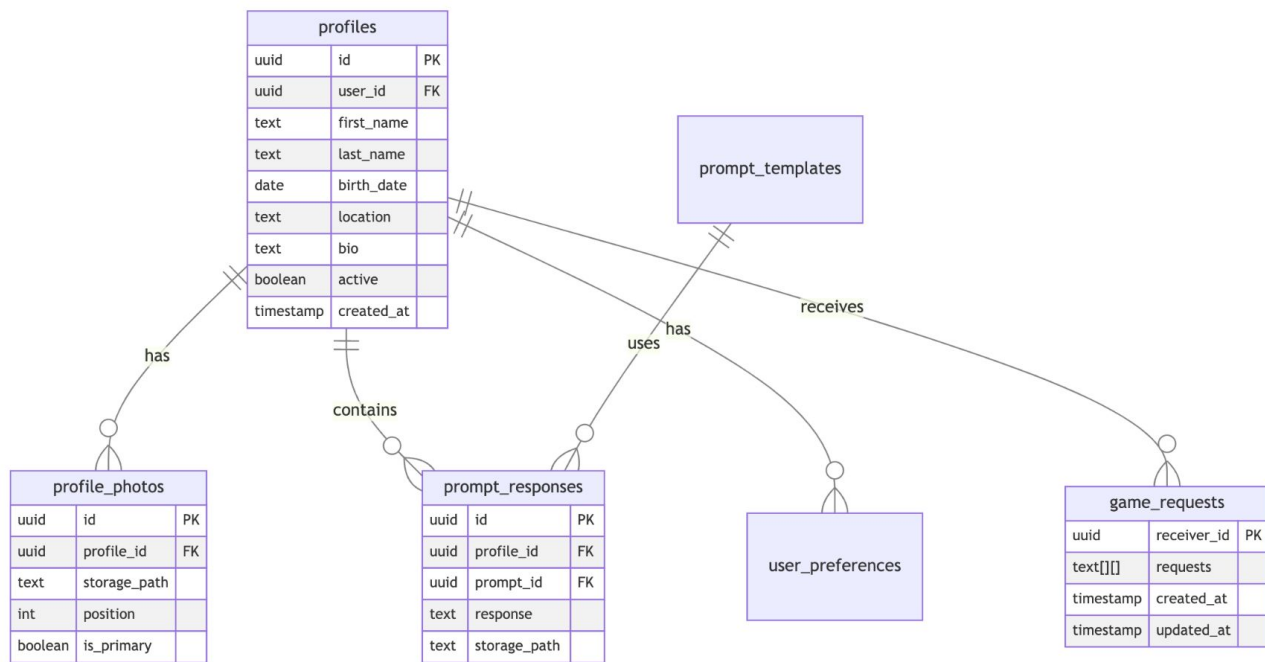 profiles
uuid id PK
uuid user_id FK
text first_name
text last_name
date birth_date
text location
text bio
boolean active
timestamp created_at
prompt_templates
receives
has
uses
has
contains
profile_photos
uuid id PK
uuid profile_id FK
text storage_path
int position
boolean is_primary
prompt_responses
uuid id PK
uuid profile_id FK
uuid prompt_id FK
text response
text storage_path
user_preferences
game_requests
uuid receiver_id PK
text[][] requests
timestamp created_at
timestamp updated_at